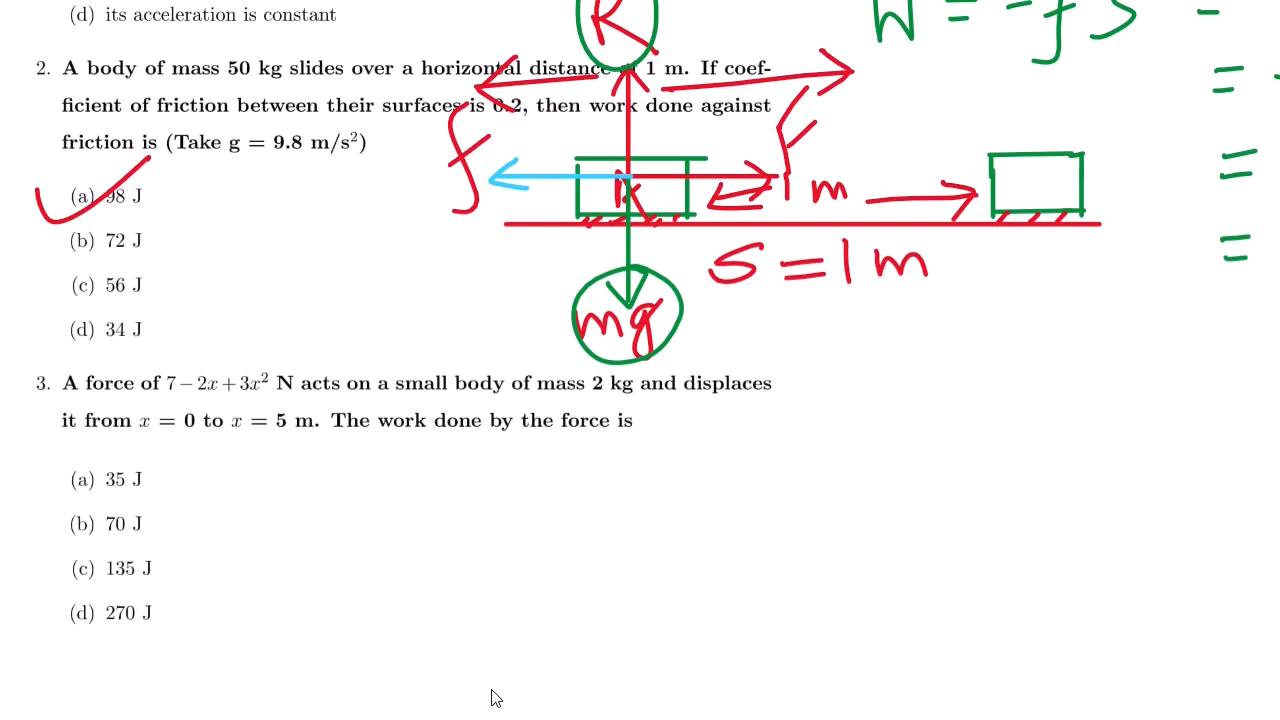 (d) its acceleration is constant
R
W = - f s
2. A body of mass 50 kg slides over a horizontal distance 1 m. If coef-
ficient of friction between their surfaces is 0.2, then work done against
friction is (Take g = 9.8 m/s²)
f
F
(a) 98 J
1 m
(b) 72 J
S = 1 m
(c) 56 J
mg
(d) 34 J
3. A force of 7 − 2x + 3x² N acts on a small body of mass 2 kg and displaces
it from x = 0 to x = 5 m. The work done by the force is
(a) 35 J
(b) 70 J
(c) 135 J
(d) 270 J